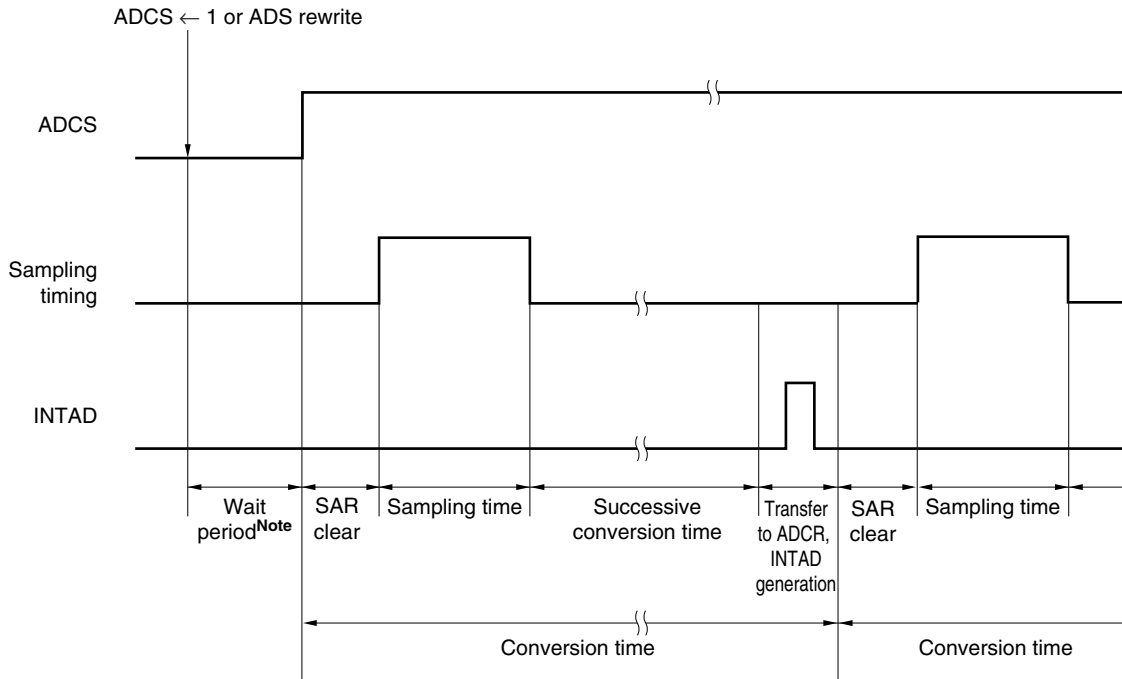 ADCS ← 1 or ADS rewrite
ADCS
Sampling
timing
INTAD
Wait
periodNote
SAR
clear
Sampling time
Successive
conversion time
Transfer
to ADCR,
INTAD
generation
SAR
clear
Sampling time
Conversion time
Conversion time